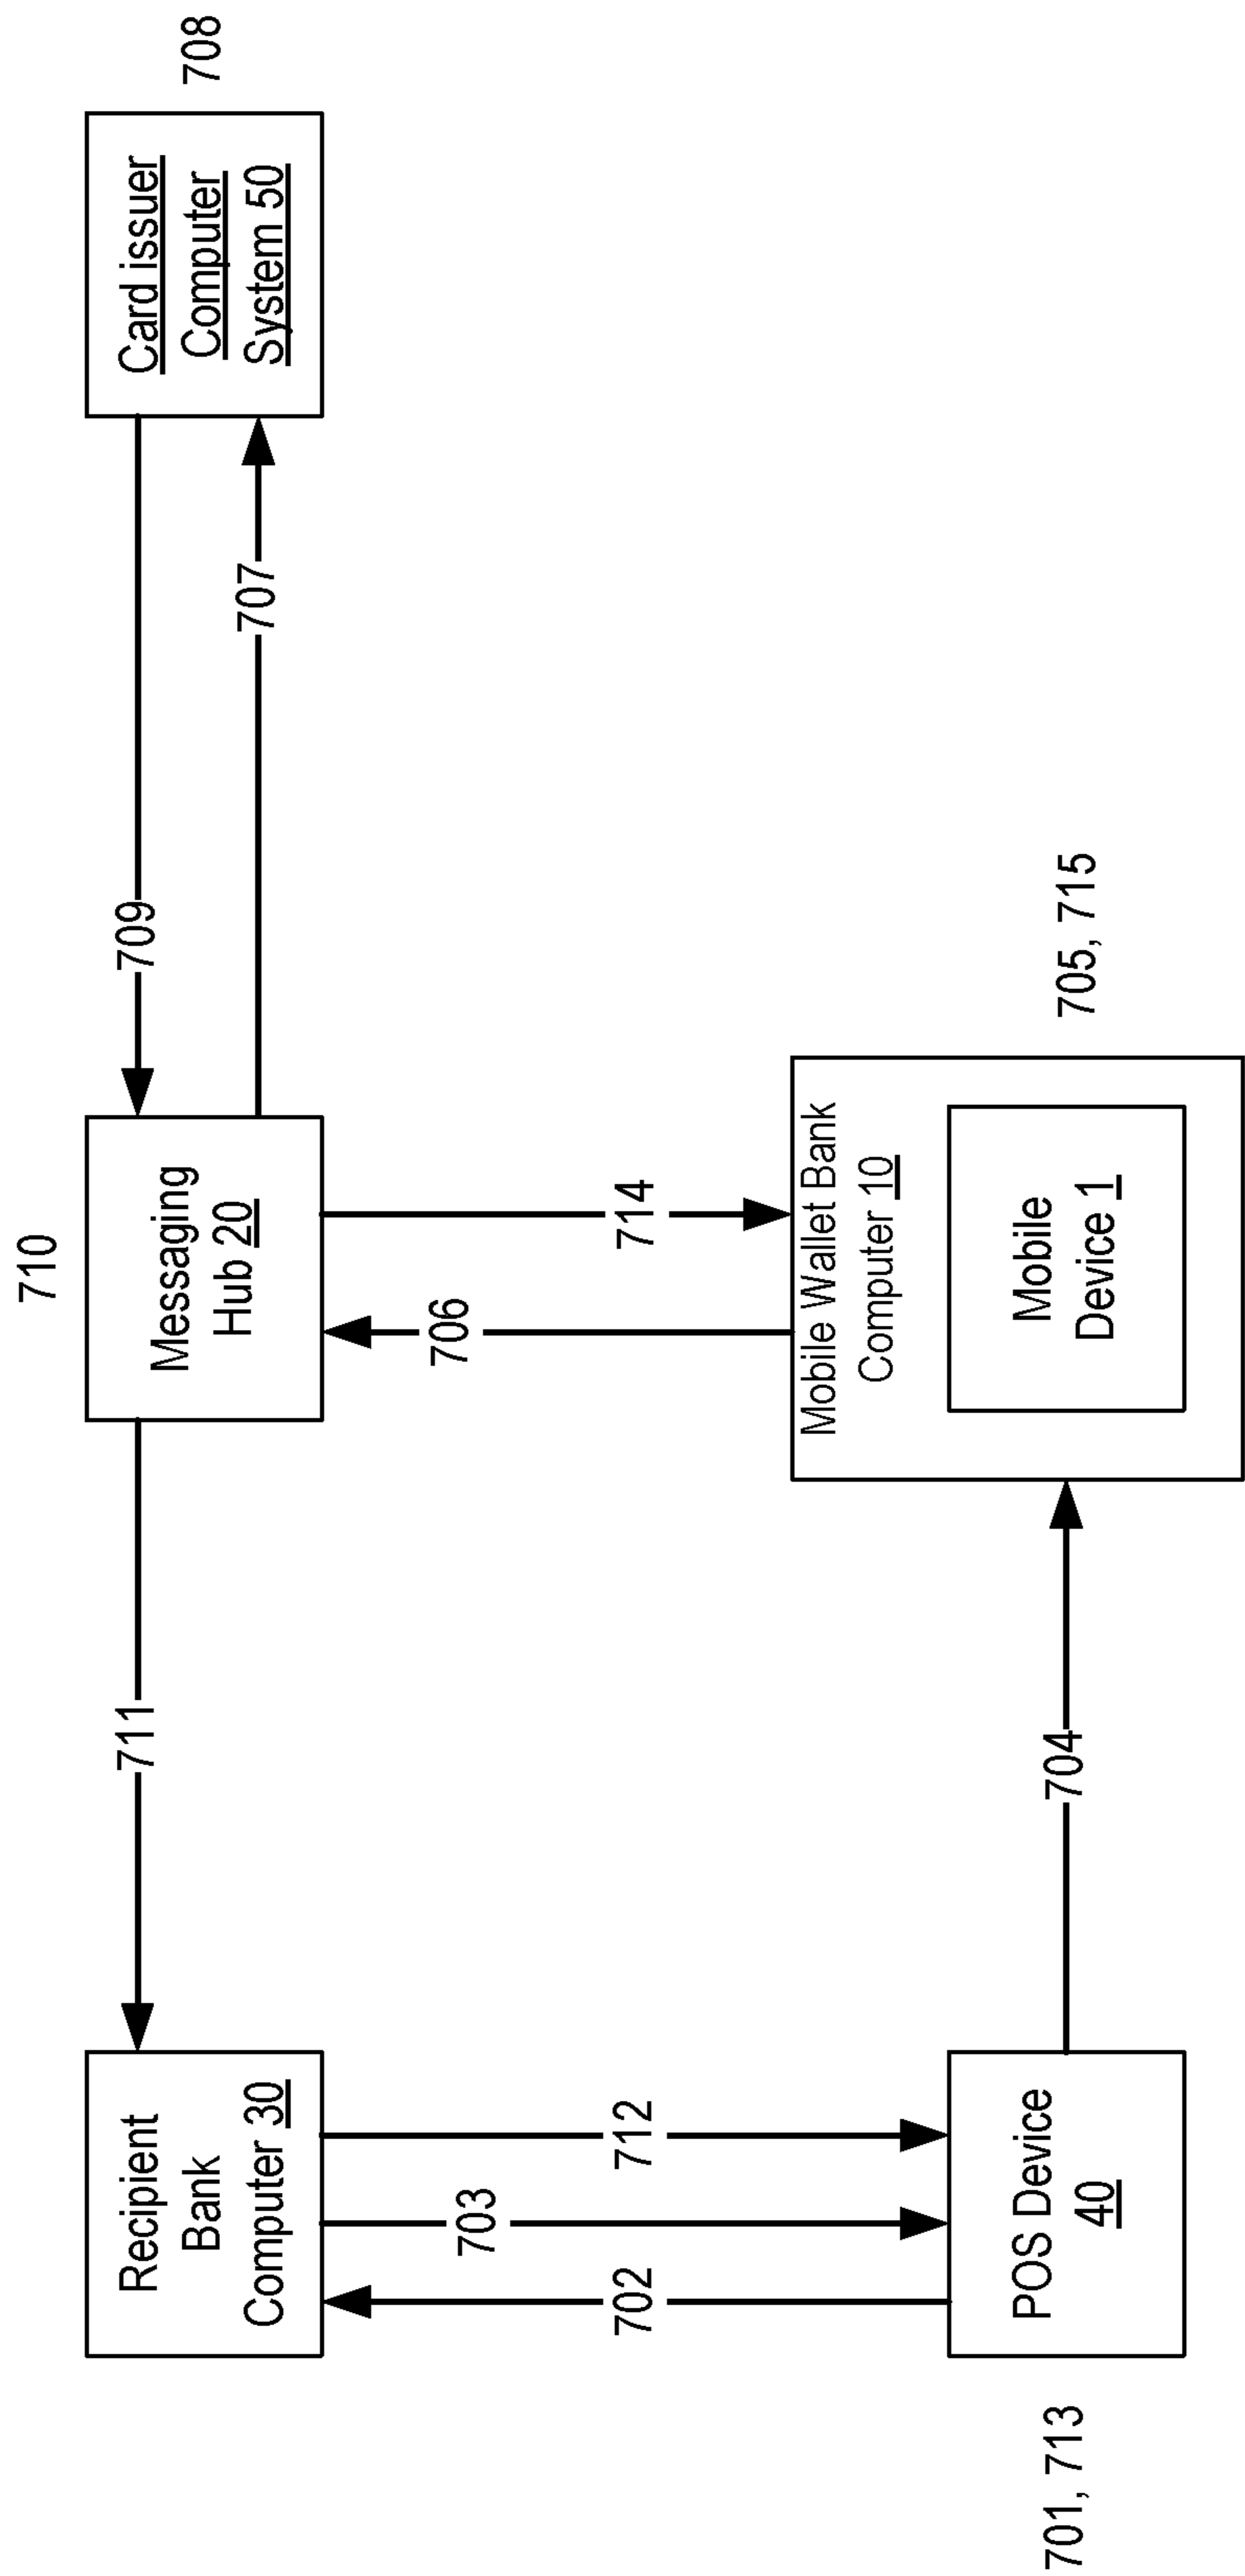 710
708
Recipient
Bank
Computer 30
711
Messaging
Hub 20
709
707
Card issuer
Computer
System 50
702
703
712
706
714
701, 713
POS Device
40
704
Mobile Wallet Bank
Computer 10
Mobile
Device 1
705, 715